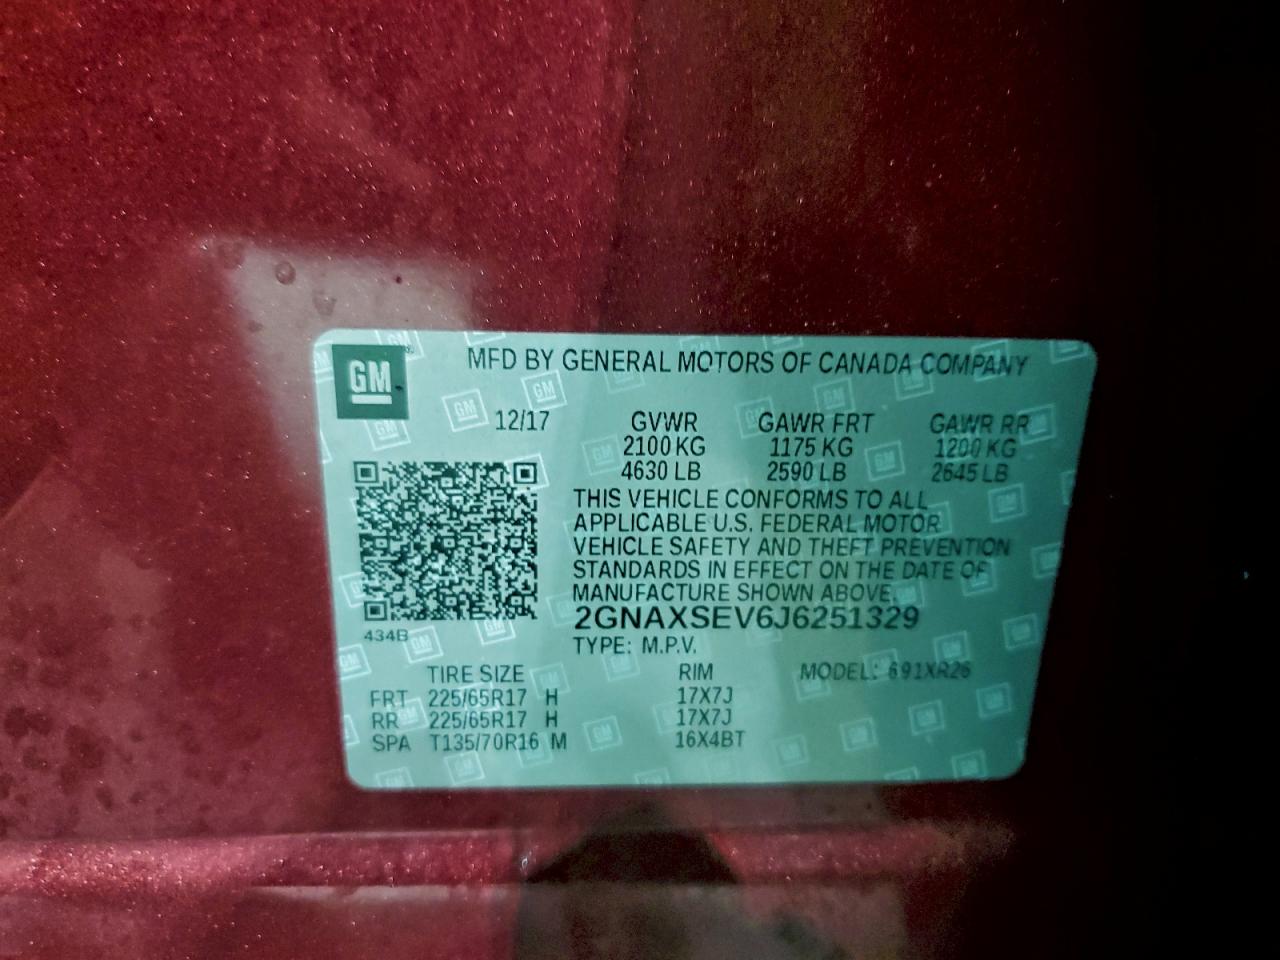 GM
MFD BY GENERAL MOTORS OF CANADA COMPANY
12/17 GVWR GAWR FRT GAWR RR
2100 KG 1175 KG 1200 KG
4630 LB 2590 LB 2645 LB
THIS VEHICLE CONFORMS TO ALL
APPLICABLE U.S. FEDERAL MOTOR
VEHICLE SAFETY AND THEFT PREVENTION
STANDARDS IN EFFECT ON THE DATE OF
MANUFACTURE SHOWN ABOVE.
2GNAXSEV6J6251329
434B
TYPE: M.P.V.
TIRE SIZE RIM MODEL: 691XR26
FRT 225/65R17 H 17X7J
RR 225/65R17 H 17X7J
SPA T135/70R16 M 16X4BT